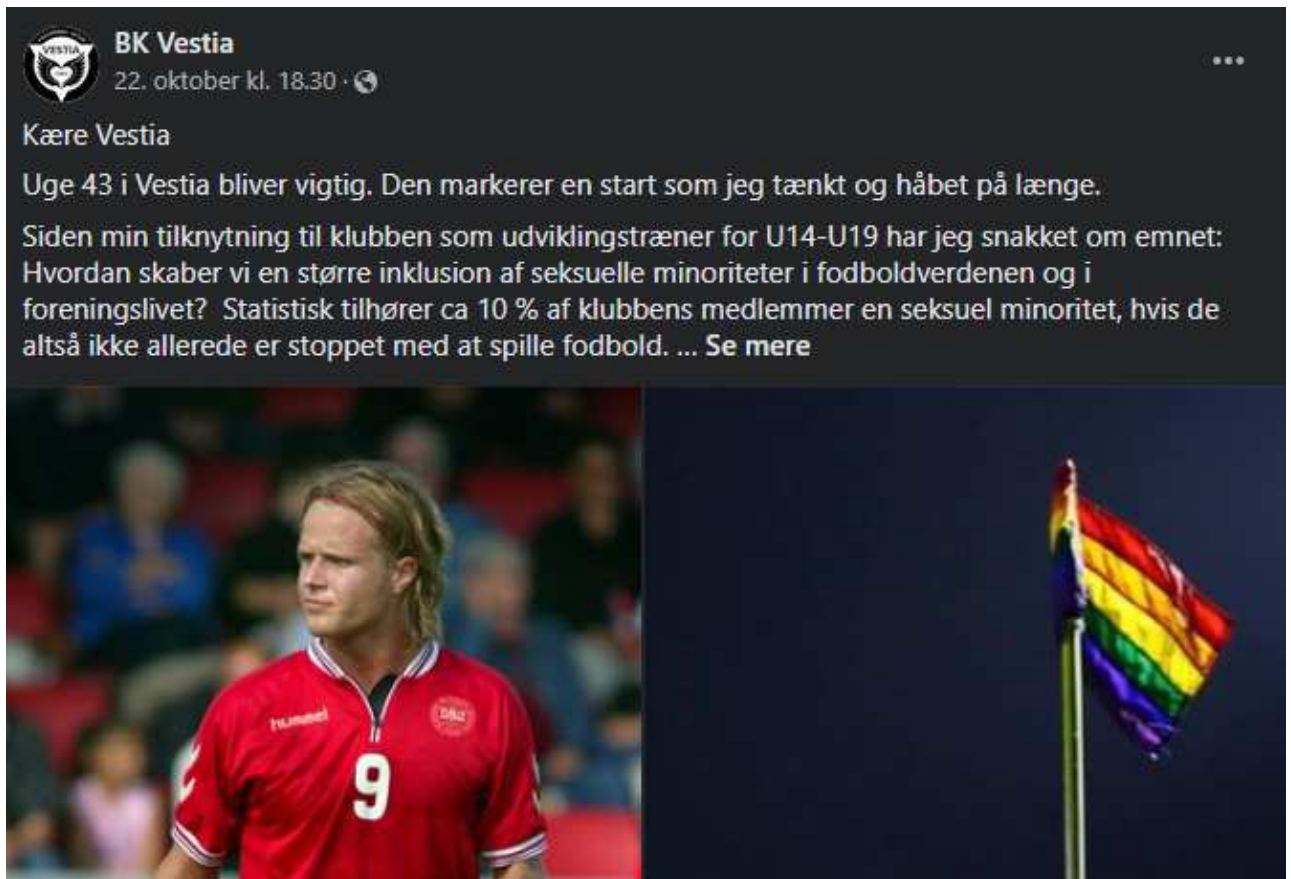 VESTIA
BK Vestia
22. oktober kl. 18.30 ·
Kære Vestia
Uge 43 i Vestia bliver vigtig. Den markerer en start som jeg tænkt og håbet på længe.
Siden min tilknytning til klubben som udviklingstræner for U14-U19 har jeg snakket om emnet:
Hvordan skaber vi en større inklusion af seksuelle minoriteter i fodboldverdenen og i
foreningslivet?  Statistisk tilhører ca 10 % af klubbens medlemmer en seksuel minoritet, hvis de
altså ikke allerede er stoppet med at spille fodbold. ... Se mere
hummel
DBU
9